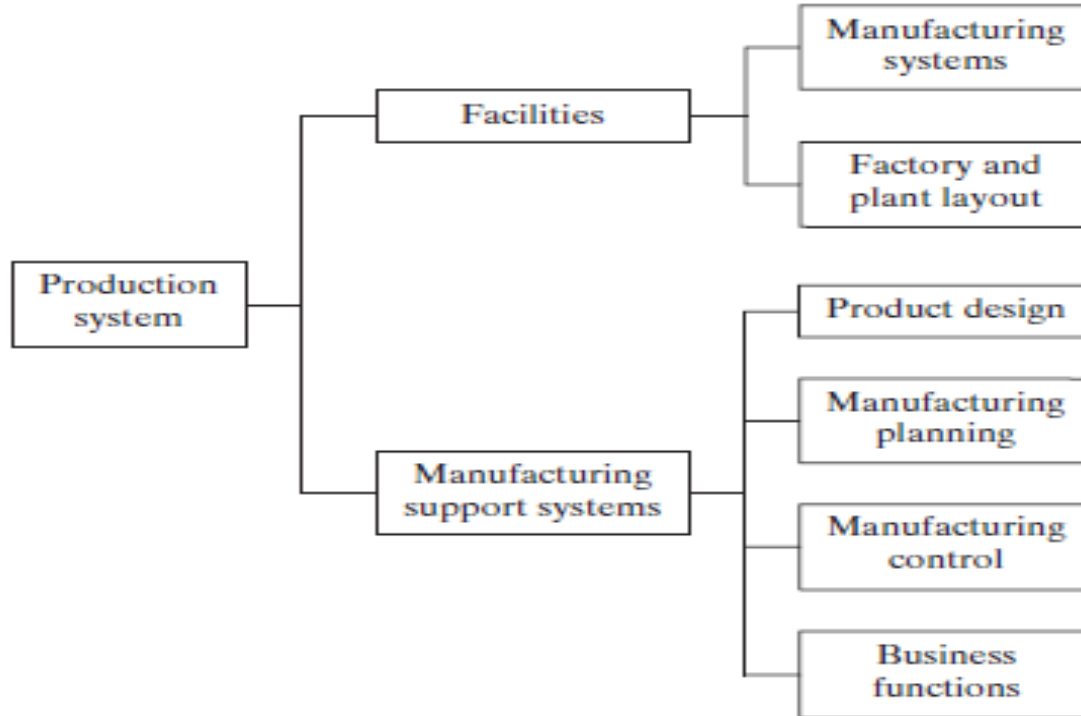 Production
system
Facilities
Manufacturing
systems
Factory and
plant layout
Manufacturing
support systems
Product design
Manufacturing
planning
Manufacturing
control
Business
functions